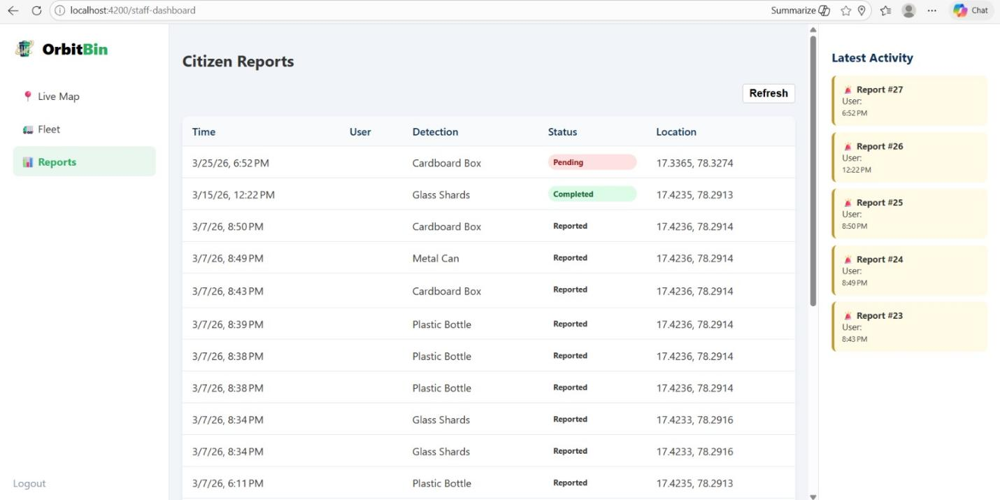 localhost:4200/staff-dashboard
Summarize
Chat
OrbitBin
Live Map
Fleet
Reports
Logout
Citizen Reports
Refresh
Time User Detection Status Location
3/25/26, 6:52 PM Cardboard Box Pending 17.3365, 78.3274
3/15/26, 12:22 PM Glass Shards Completed 17.4235, 78.2913
3/7/26, 8:50 PM Cardboard Box Reported 17.4236, 78.2914
3/7/26, 8:49 PM Metal Can Reported 17.4236, 78.2914
3/7/26, 8:43 PM Cardboard Box Reported 17.4236, 78.2914
3/7/26, 8:39 PM Plastic Bottle Reported 17.4236, 78.2914
3/7/26, 8:38 PM Plastic Bottle Reported 17.4236, 78.2914
3/7/26, 8:38 PM Plastic Bottle Reported 17.4236, 78.2914
3/7/26, 8:34 PM Glass Shards Reported 17.4233, 78.2916
3/7/26, 8:34 PM Glass Shards Reported 17.4233, 78.2916
3/7/26, 6:11 PM Plastic Bottle Reported 17.4235, 78.2913
Latest Activity
Report #27
User:
6:52 PM
Report #26
User:
12:22 PM
Report #25
User:
8:50 PM
Report #24
User:
8:49 PM
Report #23
User:
8:43 PM